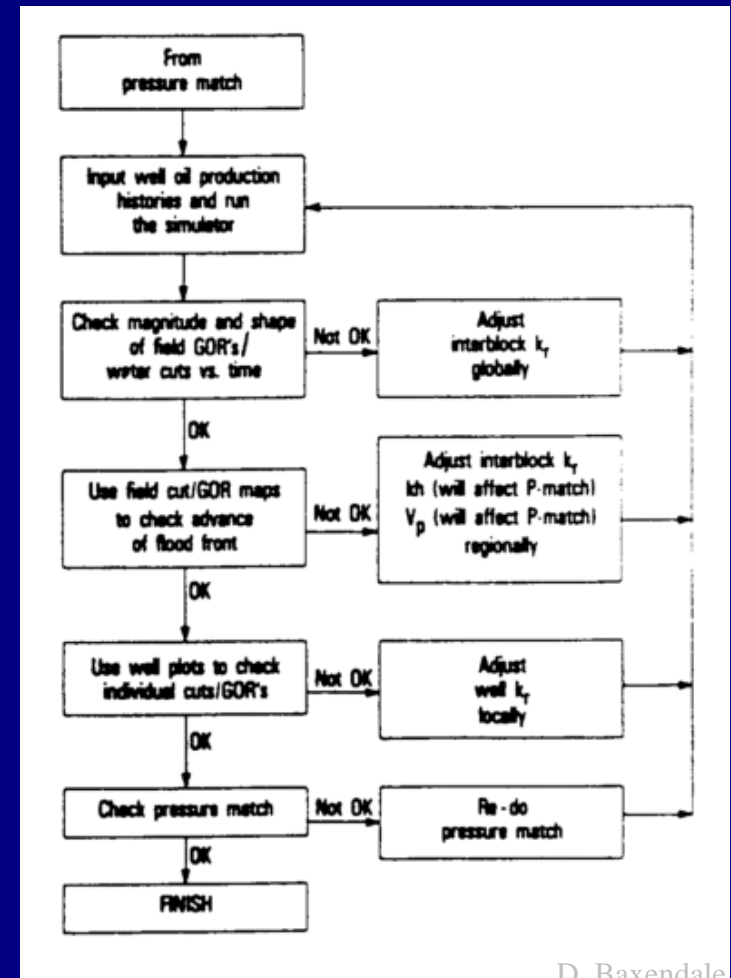 From
pressure match
Input well oil production
histories and run
the simulator
Check magnitude and shape
of field GOR's/
water cuts vs. time
Not OK
Adjust
interblock kr
globally
OK
Use field cut/GOR maps
to check advance
of flood front
Not OK
Adjust interblock kr
kh (will affect P-match)
Vp (will affect P-match)
regionally
OK
Use well plots to check
individual cuts/GOR's
Not OK
Adjust
well kr
locally
OK
Check pressure match
Not OK
Re-do
pressure match
OK
FINISH
D. Baxendale